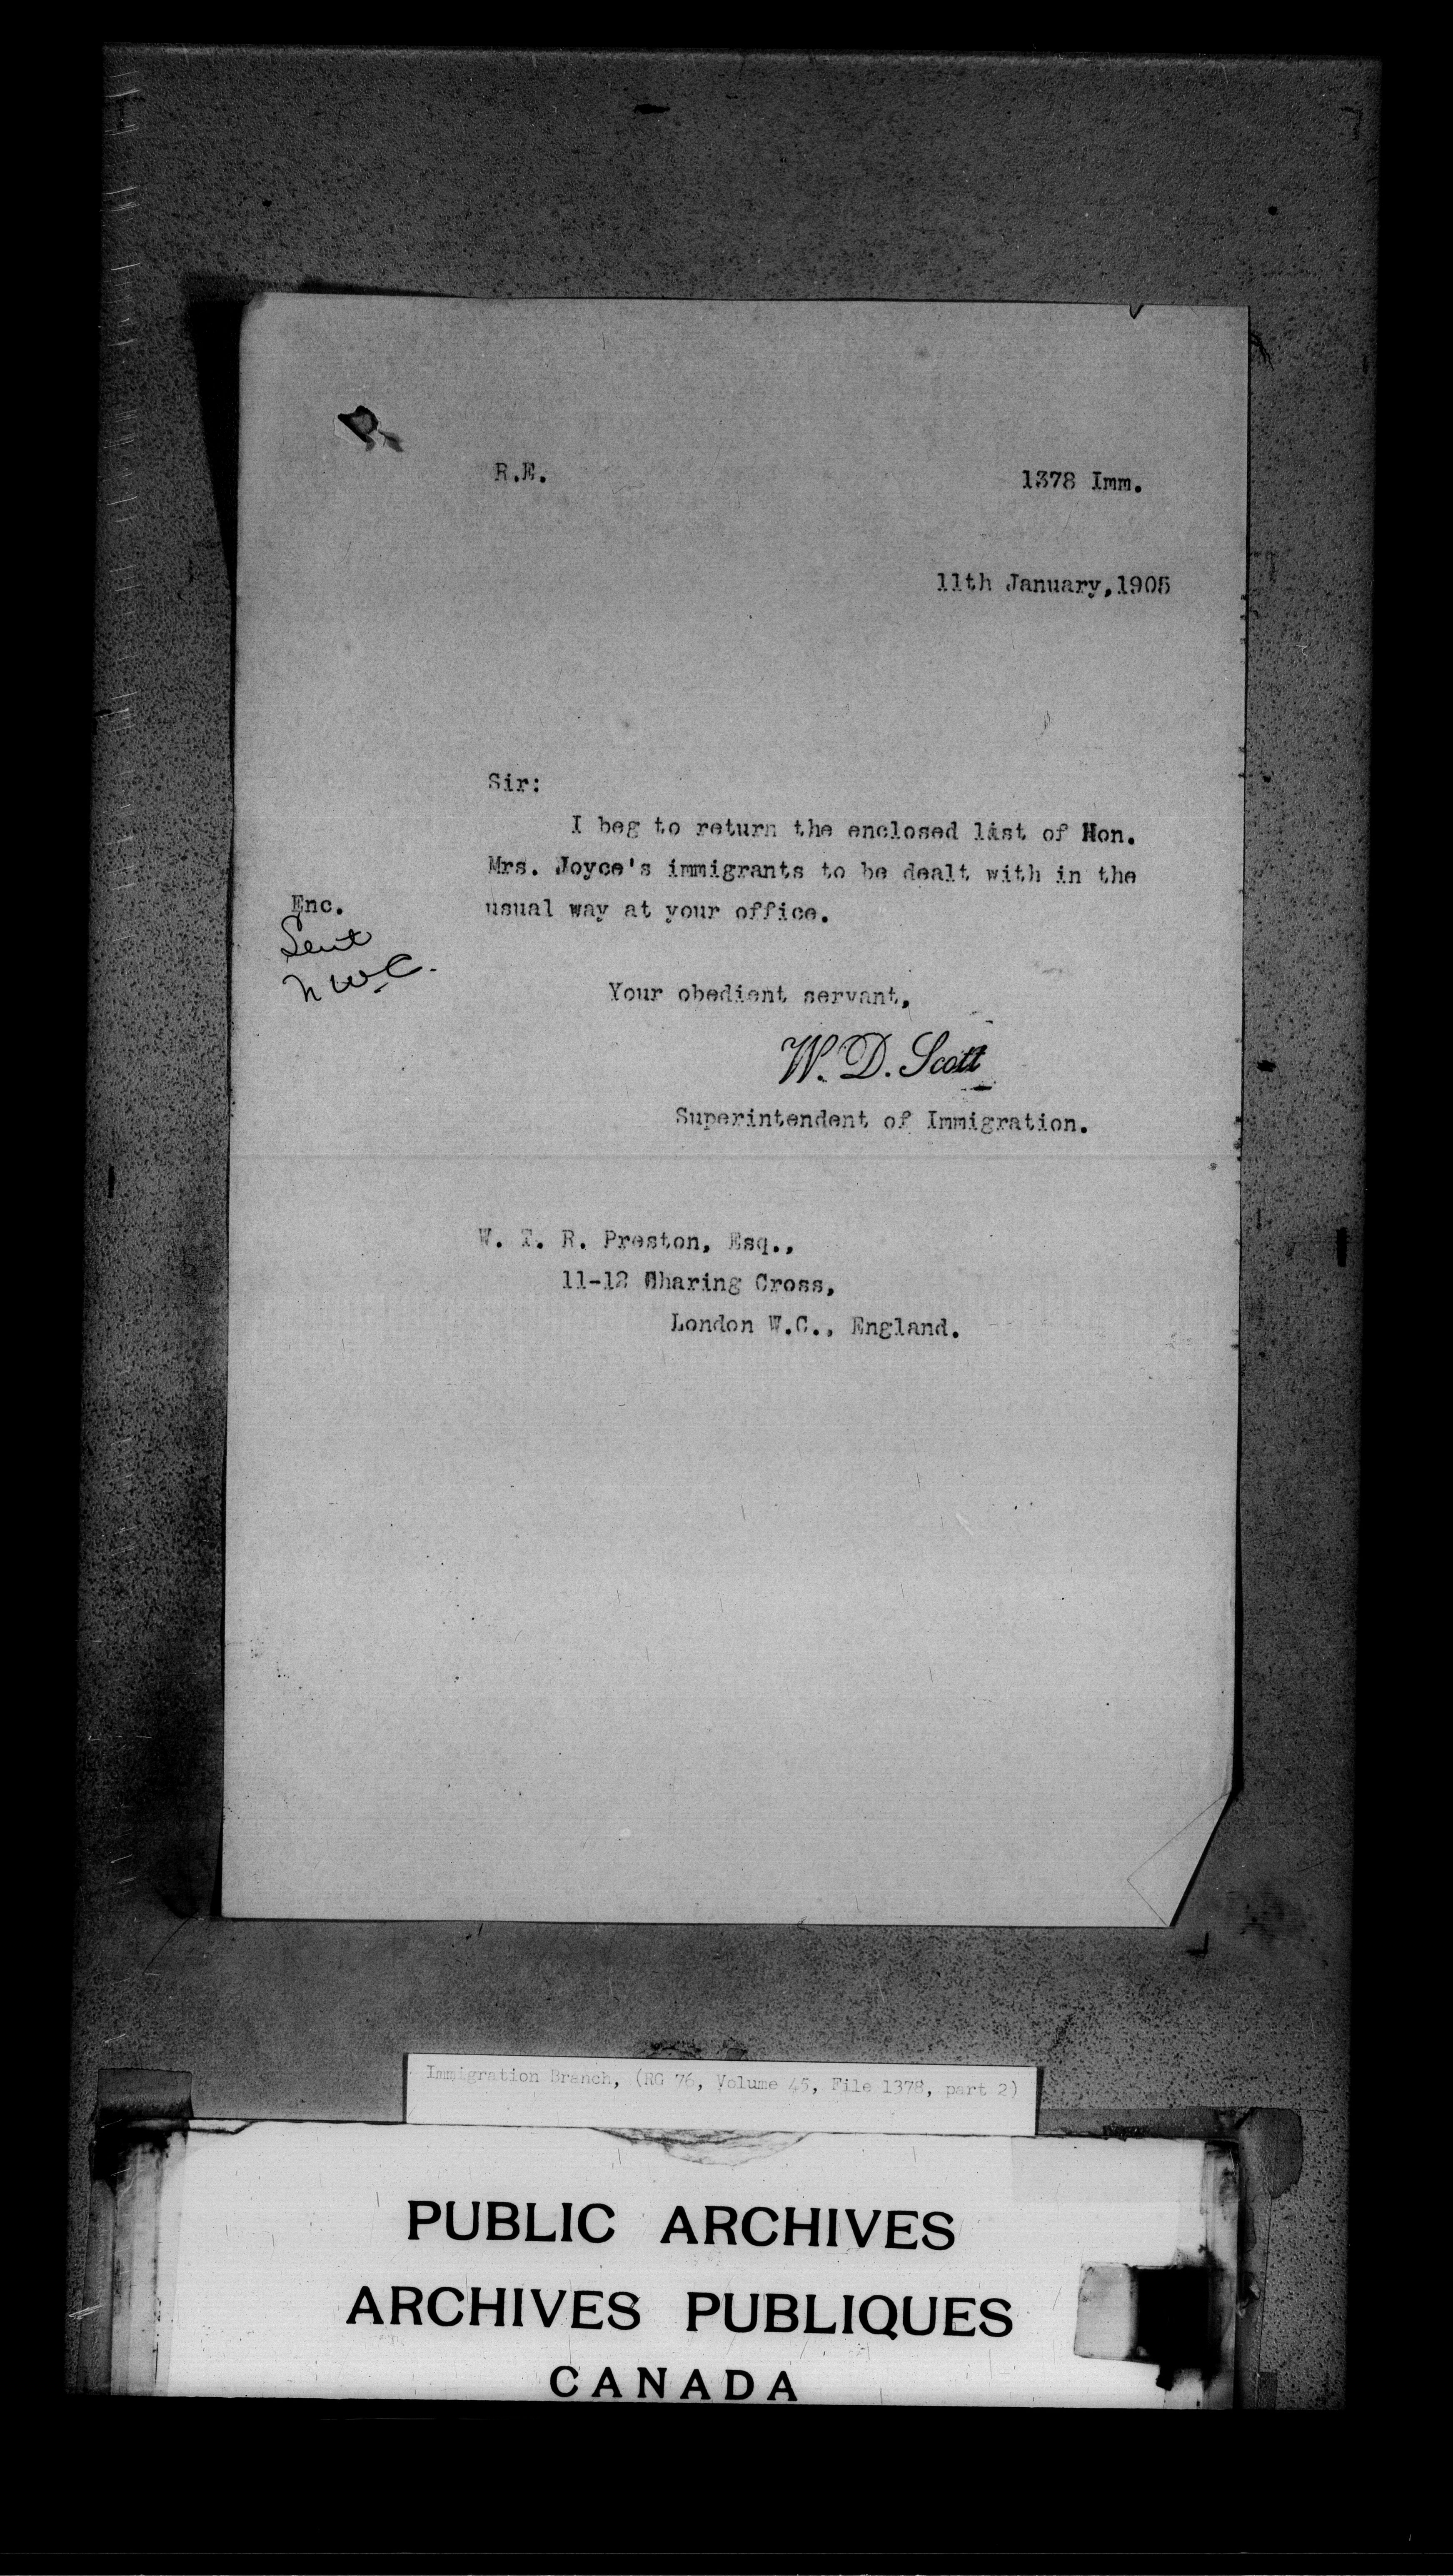 R.E.
1378 Imm.
11th January, 1905
Sir:
I beg to return the enclosed list of Hon.
Mrs. Joyce's immigrants to be dealt with in the
usual way at your office.
Enc.
Sent
Your obedient servant,
W. D. Scott
Superintendent of Immigration.
W. T. R. Preston, Esq.,
11-12 Charing Cross,
London W.C., England.
Immigration Branch, (RG 76, Volume 45, File 1378, part 2)
PUBLIC ARCHIVES
ARCHIVES PUBLIQUES
CANADA